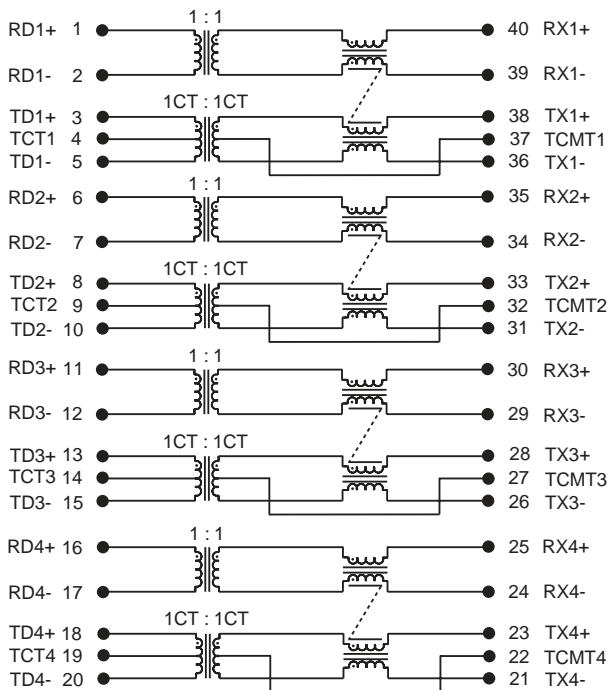 1 : 1
RD1+ 1 40 RX1+
RD1- 2 39 RX1-
1CT : 1CT
TD1+ 3 38 TX1+
TCT1 4 37 TCMT1
TD1- 5 36 TX1-
1 : 1
RD2+ 6 35 RX2+
RD2- 7 34 RX2-
1CT : 1CT
TD2+ 8 33 TX2+
TCT2 9 32 TCMT2
TD2- 10 31 TX2-
1 : 1
RD3+ 11 30 RX3+
RD3- 12 29 RX3-
1CT : 1CT
TD3+ 13 28 TX3+
TCT3 14 27 TCMT3
TD3- 15 26 TX3-
1 : 1
RD4+ 16 25 RX4+
RD4- 17 24 RX4-
1CT : 1CT
TD4+ 18 23 TX4+
TCT4 19 22 TCMT4
TD4- 20 21 TX4-